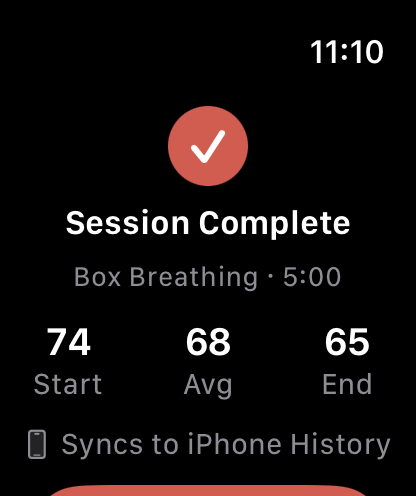 11:10
Session Complete
Box Breathing · 5:00
74 68 65
Start Avg End
Syncs to iPhone History